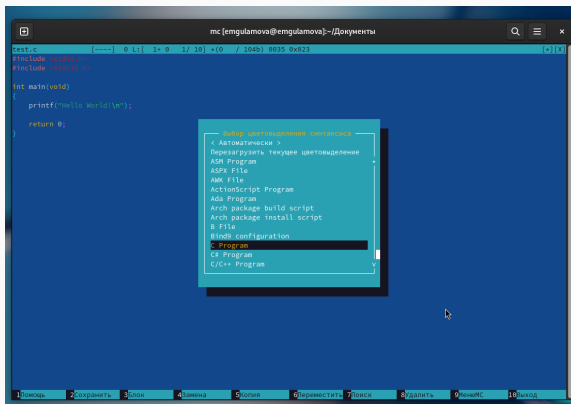 mc [emgulamova@emgulamova]:~/Документы
test.c [----] 0 L:[ 1+ 0 1/ 10] *(0 / 104b) 0035 0x023 [*][X]
#include
#include
int main(void)
{
printf("Hello World!\n");
return 0;
}
Выбор цветовыделения синтаксиса
< Автоматически >
Перезагрузить текущее цветовыделение
ASM Program
ASPX File
AWK File
ActionScript Program
Ada Program
Arch package build script
Arch package install script
B File
Bind9 configuration
C Program
C# Program
C/C++ Program
1Помощь 2Сохранить 3Блок 4Замена 5Копия 6Переместить 7Поиск 8Удалить 9МенюMC 10Выход